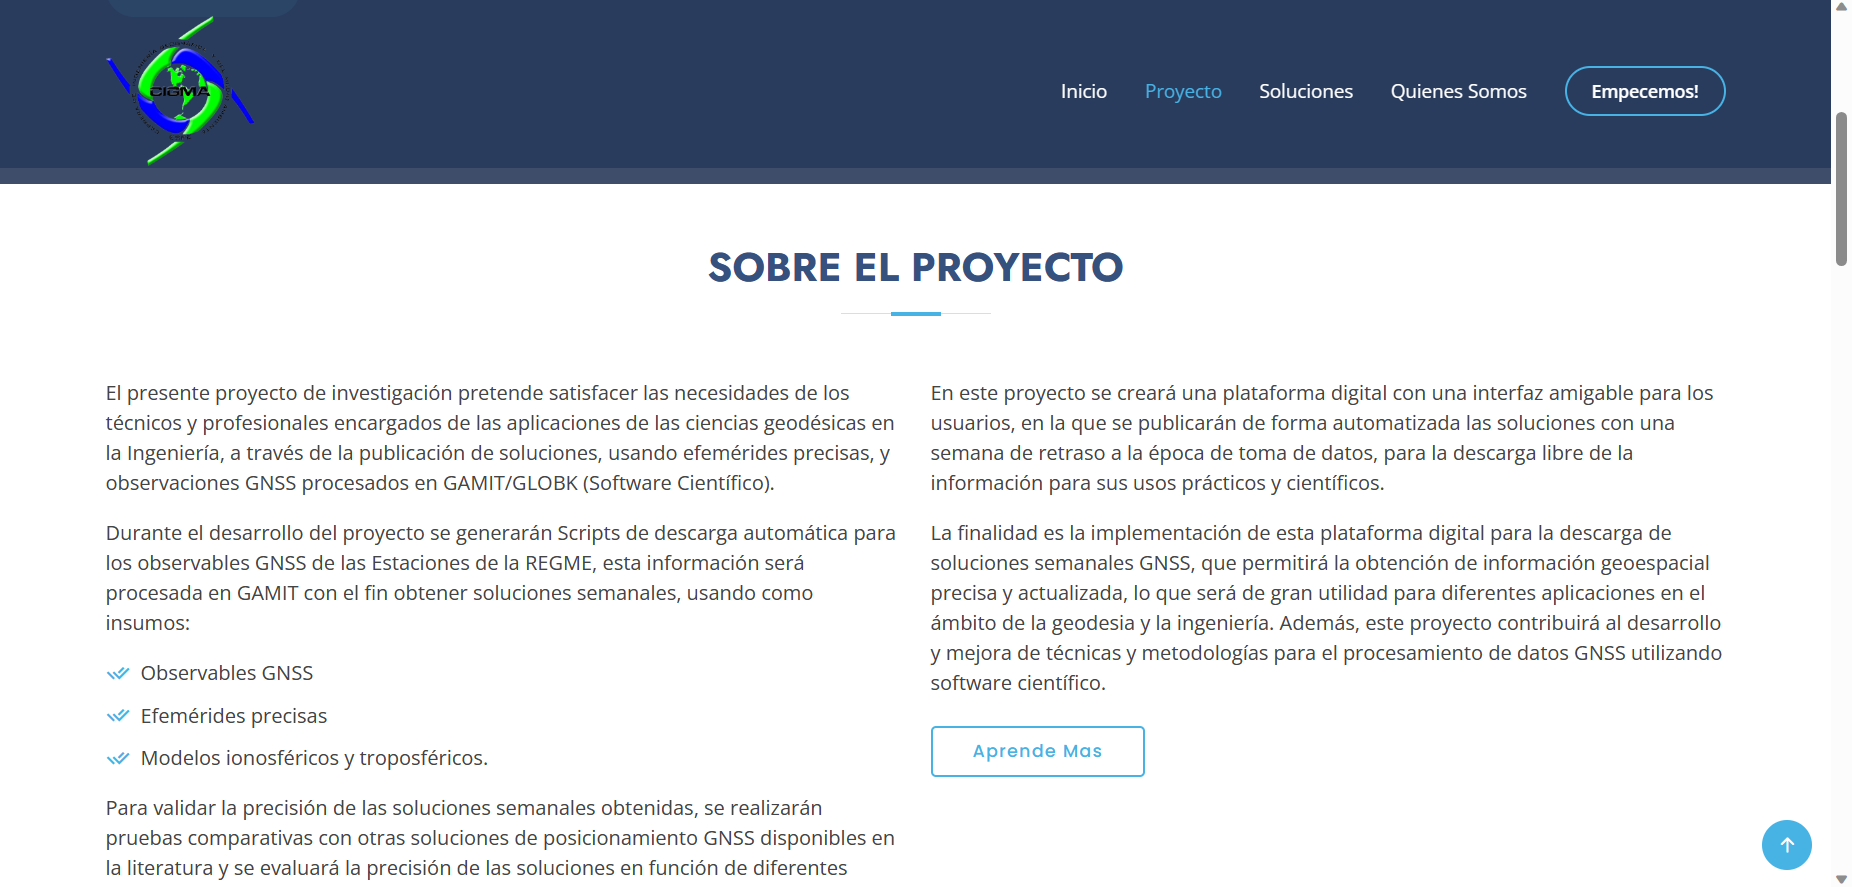 CIGMA
Inicio
Proyecto
Soluciones
Quienes Somos
Empecemos!
SOBRE EL PROYECTO
El presente proyecto de investigación pretende satisfacer las necesidades de los
técnicos y profesionales encargados de las aplicaciones de las ciencias geodésicas en
la Ingeniería, a través de la publicación de soluciones, usando efemérides precisas, y
observaciones GNSS procesados en GAMIT/GLOBK (Software Científico).
Durante el desarrollo del proyecto se generarán Scripts de descarga automática para
los observables GNSS de las Estaciones de la REGME, esta información será
procesada en GAMIT con el fin obtener soluciones semanales, usando como
insumos:
Observables GNSS
Efemérides precisas
Modelos ionosféricos y troposféricos.
Para validar la precisión de las soluciones semanales obtenidas, se realizarán
pruebas comparativas con otras soluciones de posicionamiento GNSS disponibles en
la literatura y se evaluará la precisión de las soluciones en función de diferentes
En este proyecto se creará una plataforma digital con una interfaz amigable para los
usuarios, en la que se publicarán de forma automatizada las soluciones con una
semana de retraso a la época de toma de datos, para la descarga libre de la
información para sus usos prácticos y científicos.
La finalidad es la implementación de esta plataforma digital para la descarga de
soluciones semanales GNSS, que permitirá la obtención de información geoespacial
precisa y actualizada, lo que será de gran utilidad para diferentes aplicaciones en el
ámbito de la geodesia y la ingeniería. Además, este proyecto contribuirá al desarrollo
y mejora de técnicas y metodologías para el procesamiento de datos GNSS utilizando
software científico.
Aprende Mas